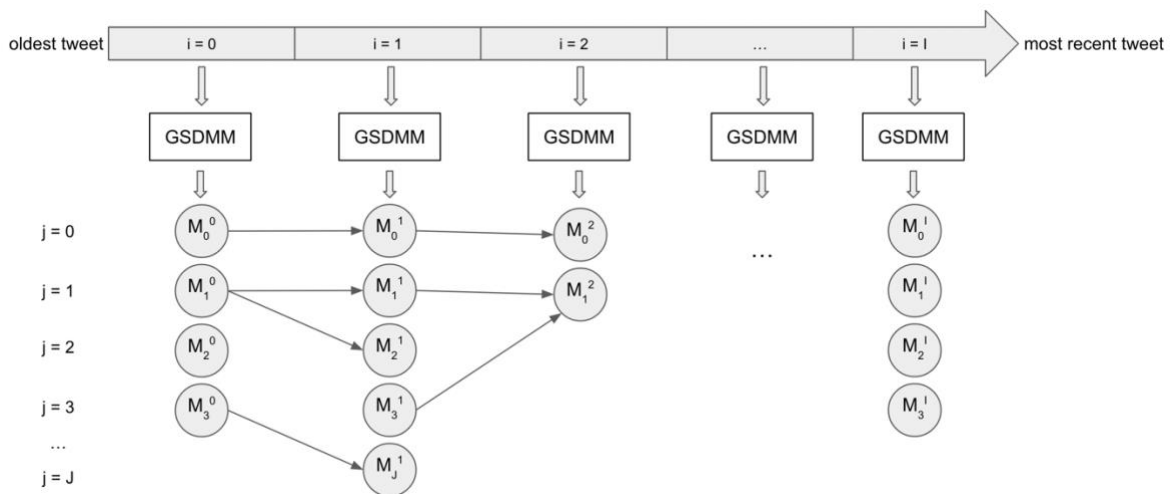 oldest tweet i = 0 i = 1 i = 2 ... i = I most recent tweet
GSDMM GSDMM GSDMM GSDMM GSDMM
j = 0 M₀⁰ M₀¹ M₀² ... M₀ᴵ
j = 1 M₁⁰ M₁¹ M₁² M₁ᴵ
j = 2 M₂⁰ M₂¹ M₂ᴵ
j = 3 M₃⁰ M₃¹ M₃ᴵ
...
j = J M_J¹